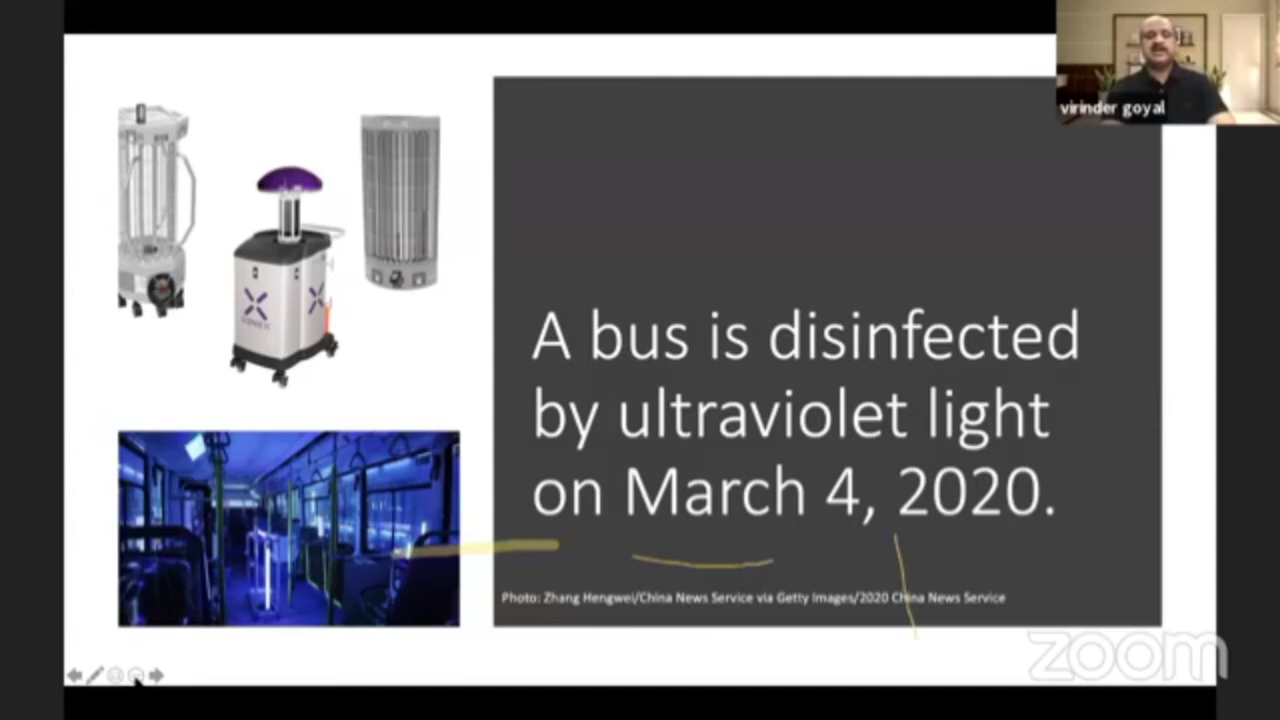 virinder goyal
A bus is disinfected
by ultraviolet light
on March 4, 2020.
Photo: Zhang Hengwei/China News Service via Getty Images/2020 China News Service
zoom